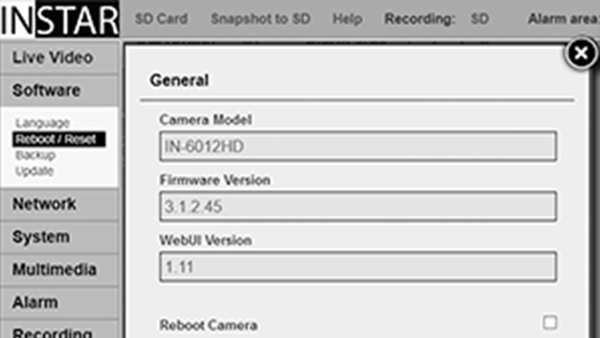 INSTAR
SD Card Snapshot to SD Help Recording: SD Alarm area:
Live Video
Software
Language
Reboot / Reset
Backup
Update
Network
System
Multimedia
Alarm
Recording
General
Camera Model
IN-6012HD
Firmware Version
3.1.2.45
WebUI Version
1.11
Reboot Camera